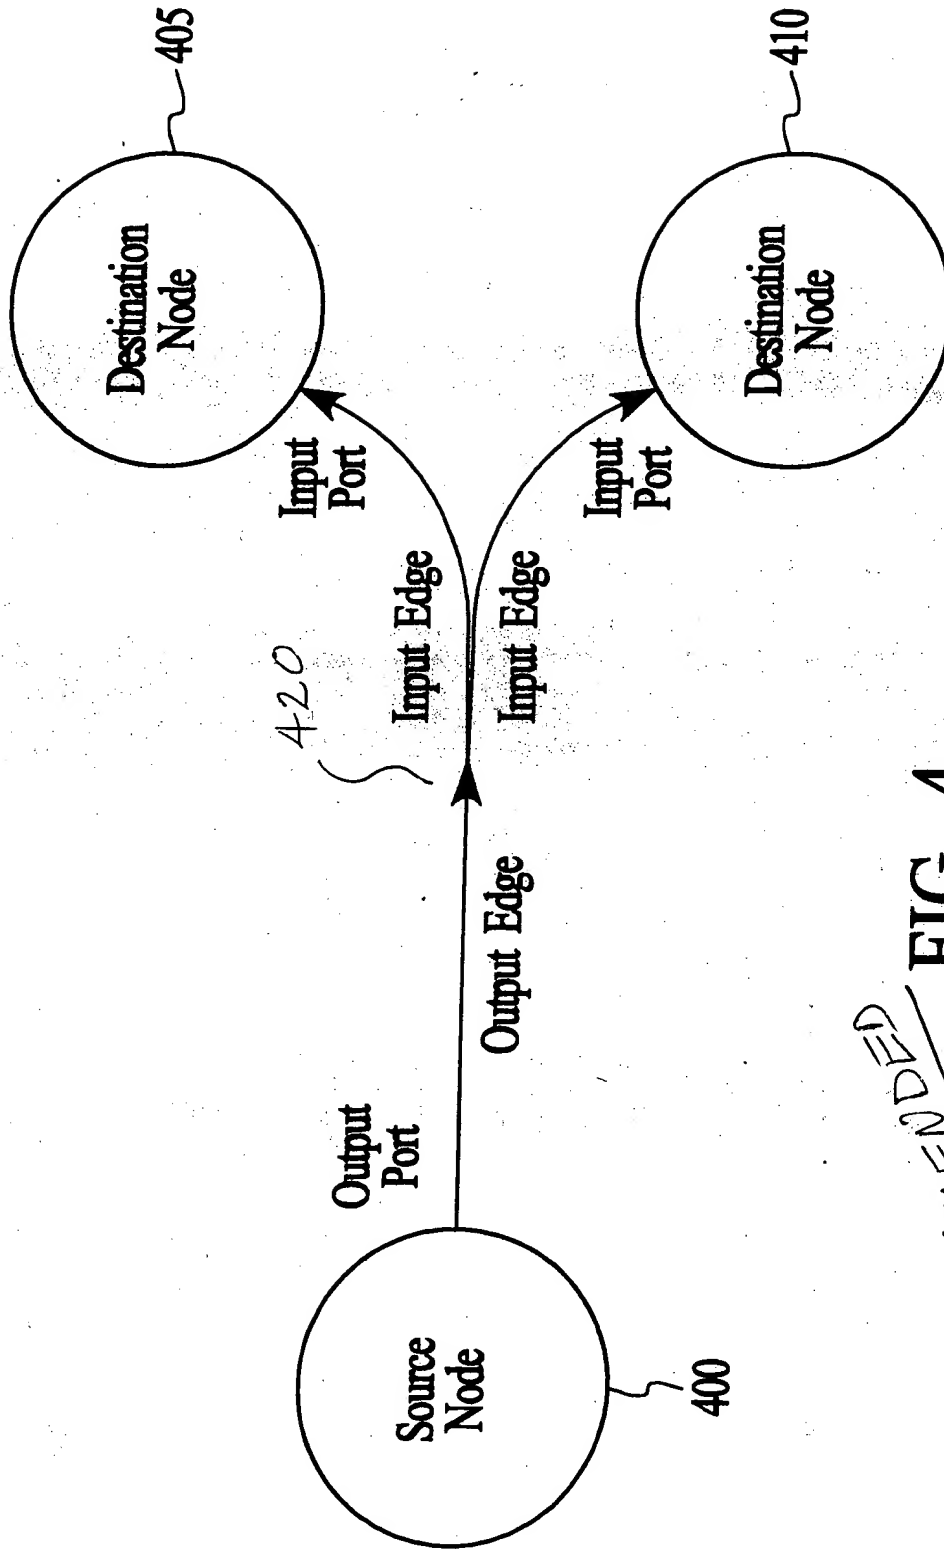 Source
Node
400
Output
Port
Output Edge
420
Input Edge
Input Edge
Input
Port
Input
Port
Destination
Node
405
Destination
Node
410
AMENDED
FIG. 4